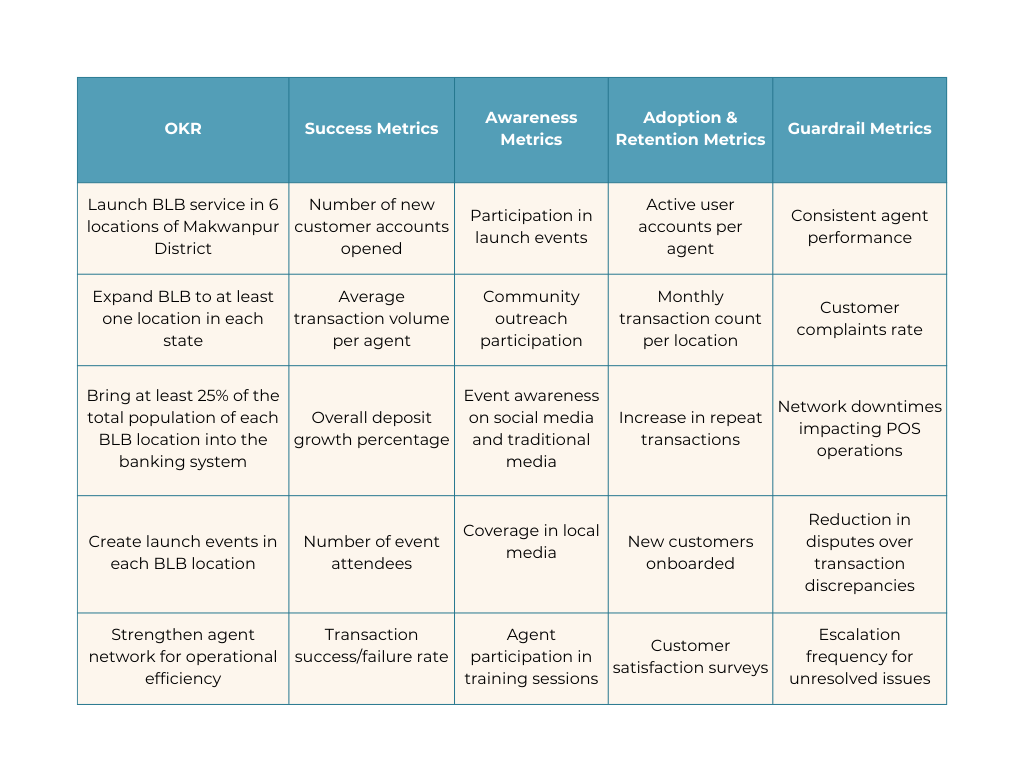 OKR
Success Metrics
Awareness
Metrics
Adoption &
Retention Metrics
Guardrail Metrics
Launch BLB service in 6
locations of Makwanpur
District
Number of new
customer accounts
opened
Participation in
launch events
Active user
accounts per
agent
Consistent agent
performance
Expand BLB to at least
one location in each
state
Average
transaction volume
per agent
Community
outreach
participation
Monthly
transaction count
per location
Customer
complaints rate
Bring at least 25% of the
total population of each
BLB location into the
banking system
Overall deposit
growth percentage
Event awareness
on social media
and traditional
media
Increase in repeat
transactions
Network downtimes
impacting POS
operations
Create launch events in
each BLB location
Number of event
attendees
Coverage in local
media
New customers
onboarded
Reduction in
disputes over
transaction
discrepancies
Strengthen agent
network for operational
efficiency
Transaction
success/failure rate
Agent
participation in
training sessions
Customer
satisfaction surveys
Escalation
frequency for
unresolved issues